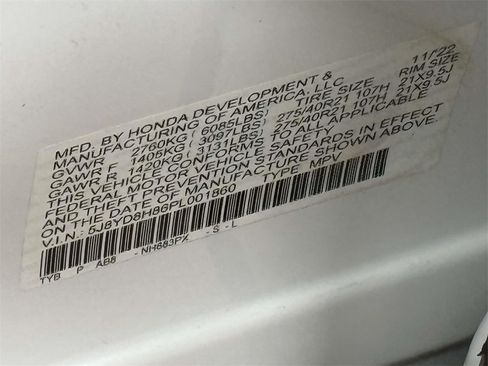 MFD. BY HONDA DEVELOPMENT & 11/'22
MANUFACTURING OF AMERICA, LLC. RIM SIZE
GVWR 2760KG ( 6085LBS) TIRE SIZE 21X9.5J
GAWR F 1405KG ( 3097LBS) 275/40R21 107H 21X9.5J
GAWR R 1420KG ( 3131LBS) 275/40R21 107H
THIS VEHICLE CONFORMS TO ALL APPLICABLE
FEDERAL MOTOR VEHICLE SAFETY, BUMPER,
AND THEFT PREVENTION STANDARDS IN EFFECT
ON THE DATE OF MANUFACTURE SHOWN ABOVE.
V.I.N.: 5J8YD8H86PL001860 TYPE MPV
TYB P AB8 - NH883PX - S - L